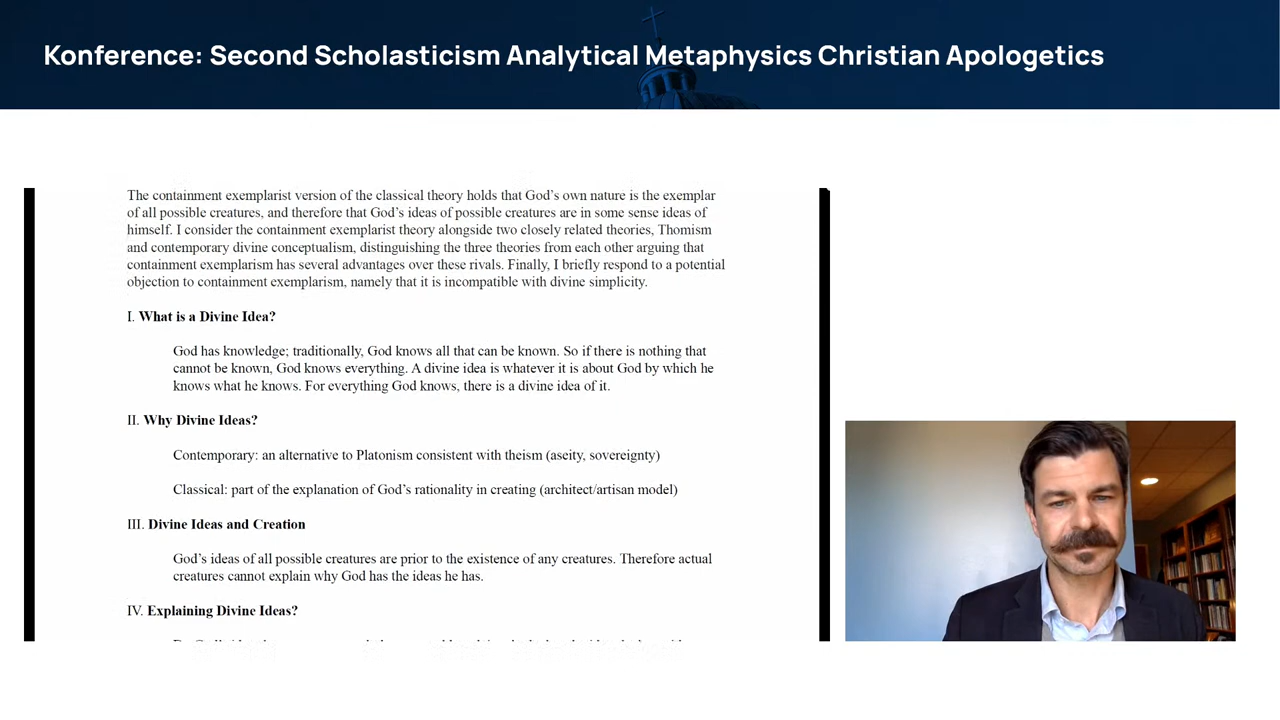 Konference: Second Scholasticism Analytical Metaphysics Christian Apologetics
The containment exemplarist version of the classical theory holds that God's own nature is the exemplar
of all possible creatures, and therefore that God's ideas of possible creatures are in some sense ideas of
himself. I consider the containment exemplarist theory alongside two closely related theories, Thomism
and contemporary divine conceptualism, distinguishing the three theories from each other arguing that
containment exemplarism has several advantages over these rivals. Finally, I briefly respond to a potential
objection to containment exemplarism, namely that it is incompatible with divine simplicity.
I. What is a Divine Idea?
God has knowledge; traditionally, God knows all that can be known. So if there is nothing that
cannot be known, God knows everything. A divine idea is whatever it is about God by which he
knows what he knows. For everything God knows, there is a divine idea of it.
II. Why Divine Ideas?
Contemporary: an alternative to Platonism consistent with theism (aseity, sovereignty)
Classical: part of the explanation of God's rationality in creating (architect/artisan model)
III. Divine Ideas and Creation
God's ideas of all possible creatures are prior to the existence of any creatures. Therefore actual
creatures cannot explain why God has the ideas he has.
IV. Explaining Divine Ideas?